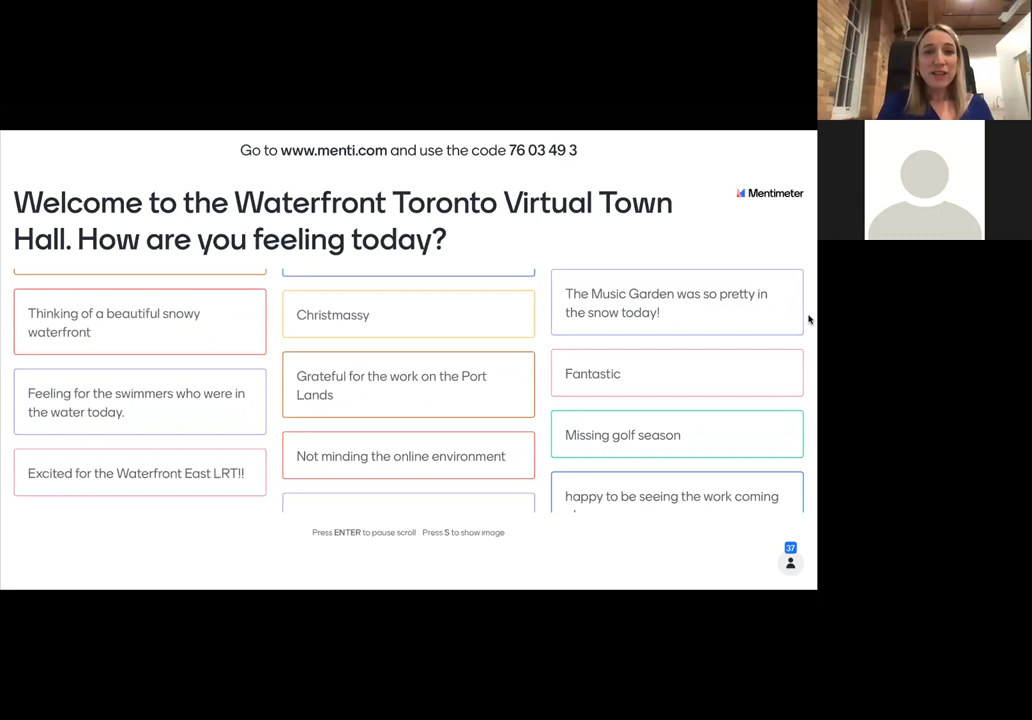 Go to www.menti.com and use the code 76 03 49 3
Welcome to the Waterfront Toronto Virtual Town
Hall. How are you feeling today?
Mentimeter
Thinking of a beautiful snowy
waterfront
Feeling for the swimmers who were in
the water today.
Excited for the Waterfront East LRT!!
Christmassy
Grateful for the work on the Port
Lands
Not minding the online environment
The Music Garden was so pretty in
the snow today!
Fantastic
Missing golf season
happy to be seeing the work coming
Press ENTER to pause scroll Press S to show image
37